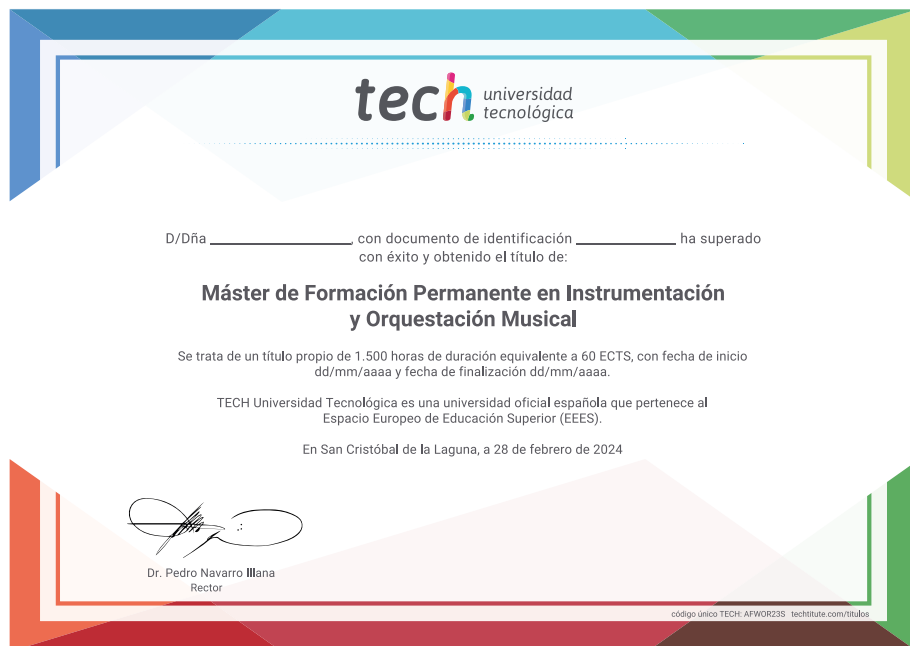 tech universidad
tecnológica
D/Dña ______________, con documento de identificación ____________ ha superado
con éxito y obtenido el título de:
Máster de Formación Permanente en Instrumentación
y Orquestación Musical
Se trata de un título propio de 1.500 horas de duración equivalente a 60 ECTS, con fecha de inicio
dd/mm/aaaa y fecha de finalización dd/mm/aaaa.
TECH Universidad Tecnológica es una universidad oficial española que pertenece al
Espacio Europeo de Educación Superior (EEES).
En San Cristóbal de la Laguna, a 28 de febrero de 2024
Dr. Pedro Navarro Illana
Rector
código único TECH: AFWOR23S techtitute.com/titulos